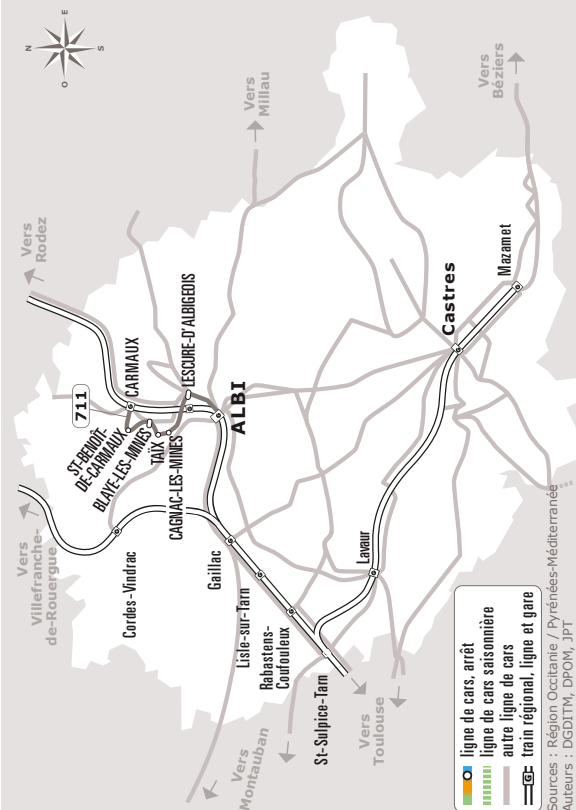 N
E
S
O
Vers
Rodez
Vers
Millau
Vers
Béziers
711
CARMAUX
ST-BENOÎT-
DE-CARMAUX
BLAYE-LES-MINES
TAÏX
CAGNAC-LES-MINES
LESCURE-D'ALBIGEOIS
ALBI
Castres
Mazamet
Vers
Villefranche-
de-Rouergue
Cordes-Vindrac
Gaillac
Lisle-sur-Tarn
Rabastens-
Coufouleux
St-Sulpice-Tarn
Lavaur
Vers
Montauban
Vers
Toulouse
ligne de cars, arrêt
ligne de cars saisonnière
autre ligne de cars
train régional, ligne et gare
G
Sources : Région Occitanie / Pyrénées-Méditerranée
Auteurs : DGDITM, DPOM, JPT